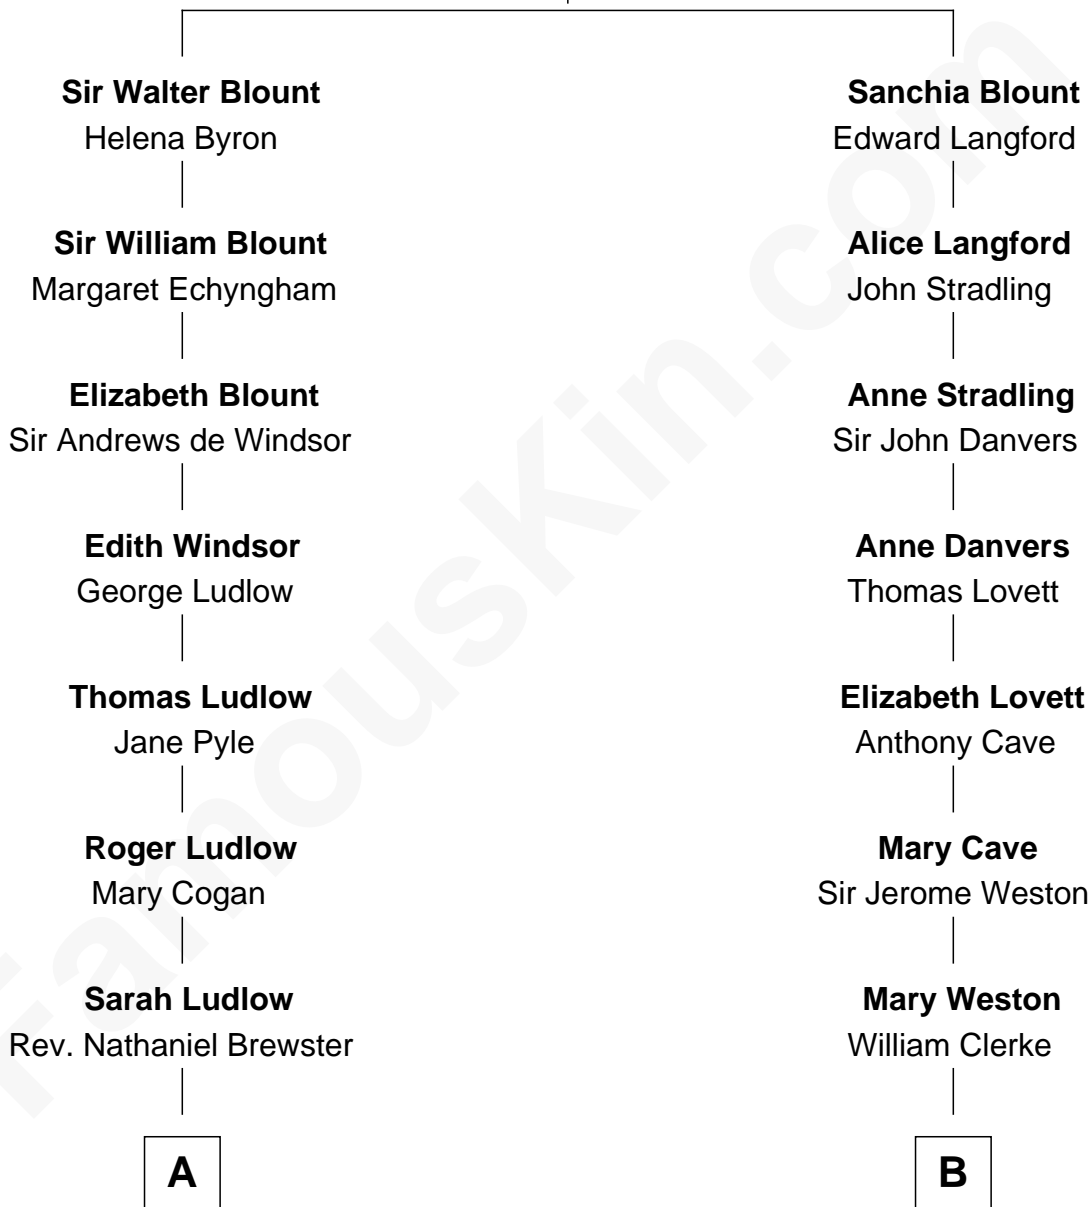 Sir Walter Blount
Helena Byron
Sir William Blount
Margaret Echyngham
Elizabeth Blount
Sir Andrews de Windsor
Edith Windsor
George Ludlow
Thomas Ludlow
Jane Pyle
Roger Ludlow
Mary Cogan
Sarah Ludlow
Rev. Nathaniel Brewster
A
Sanchia Blount
Edward Langford
Alice Langford
John Stradling
Anne Stradling
Sir John Danvers
Anne Danvers
Thomas Lovett
Elizabeth Lovett
Anthony Cave
Mary Cave
Sir Jerome Weston
Mary Weston
William Clerke
B
FamousKin.com